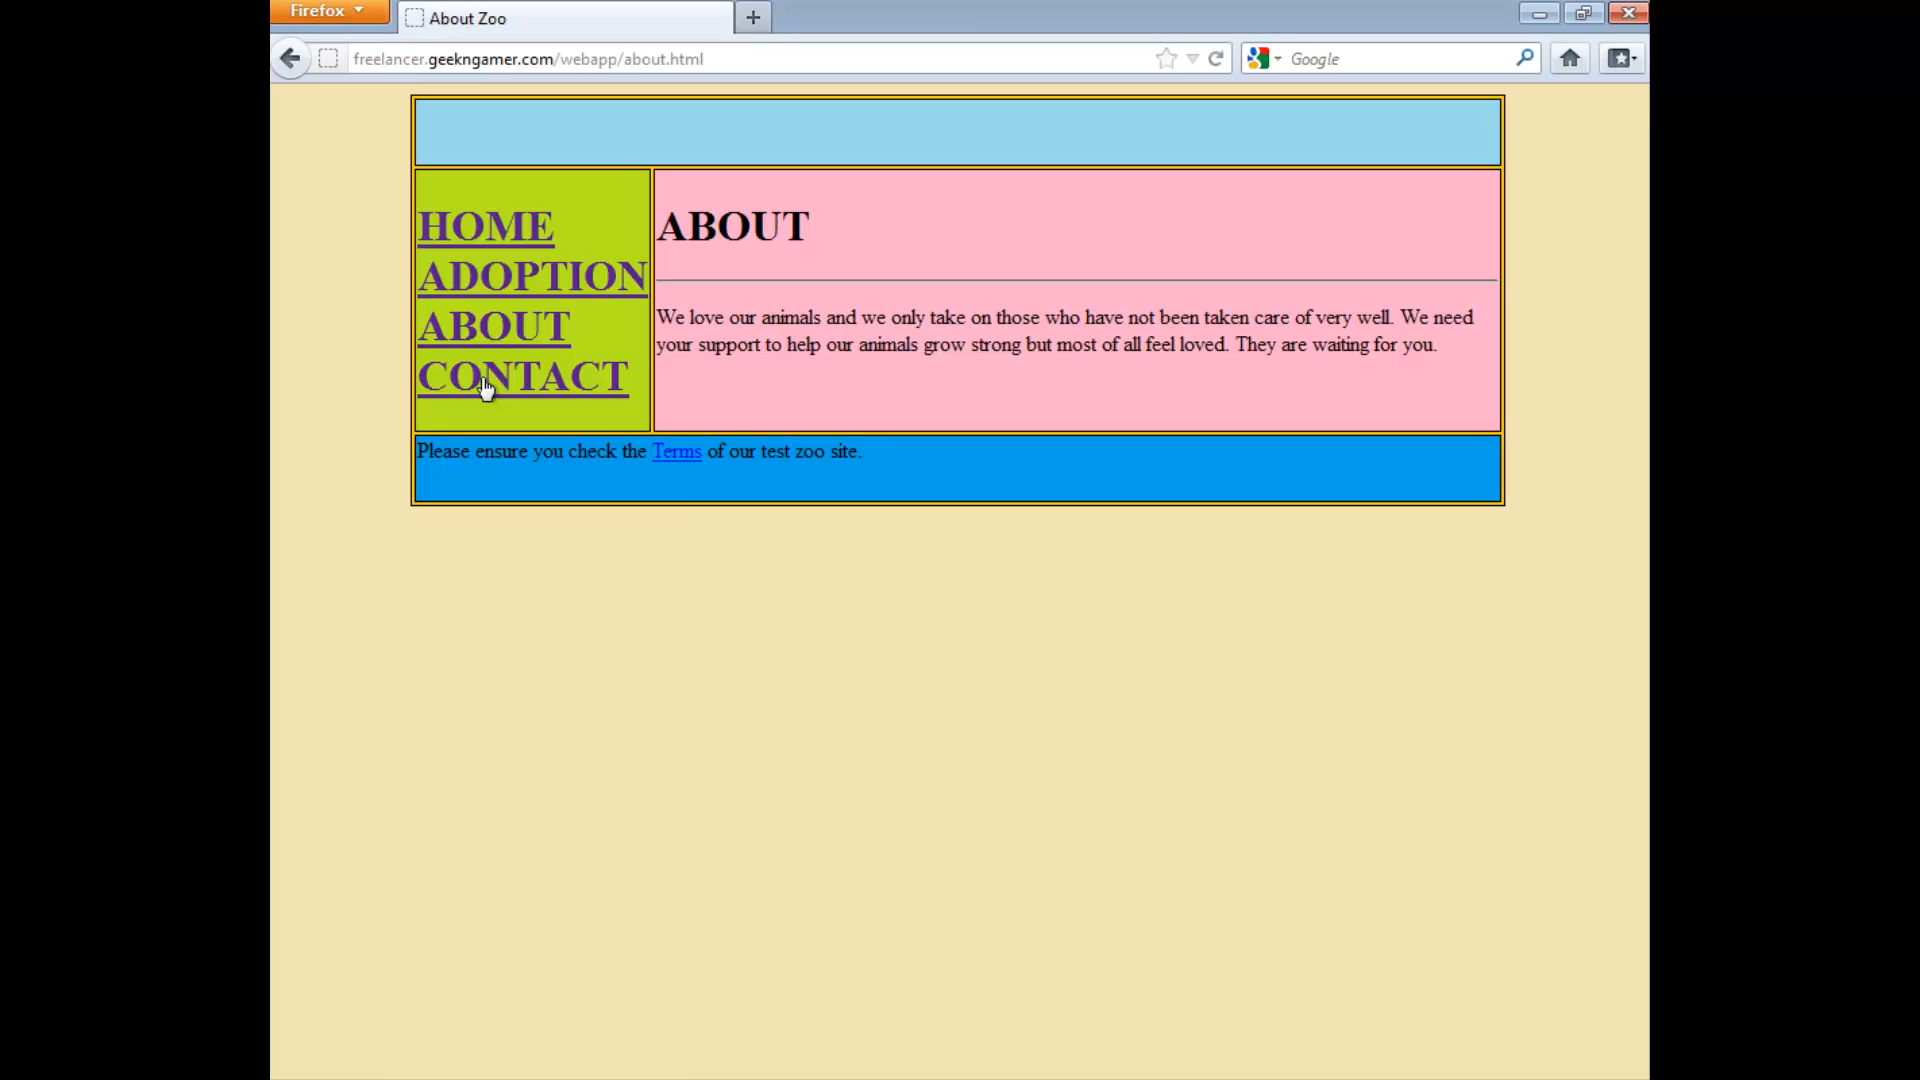 Firefox
About Zoo
freelancer.geekngamer.com/webapp/about.html
Google
HOME
ADOPTION
ABOUT
CONTACT
ABOUT
We love our animals and we only take on those who have not been taken care of very well. We need
your support to help our animals grow strong but most of all feel loved. They are waiting for you.
Please ensure you check the Terms of our test zoo site.